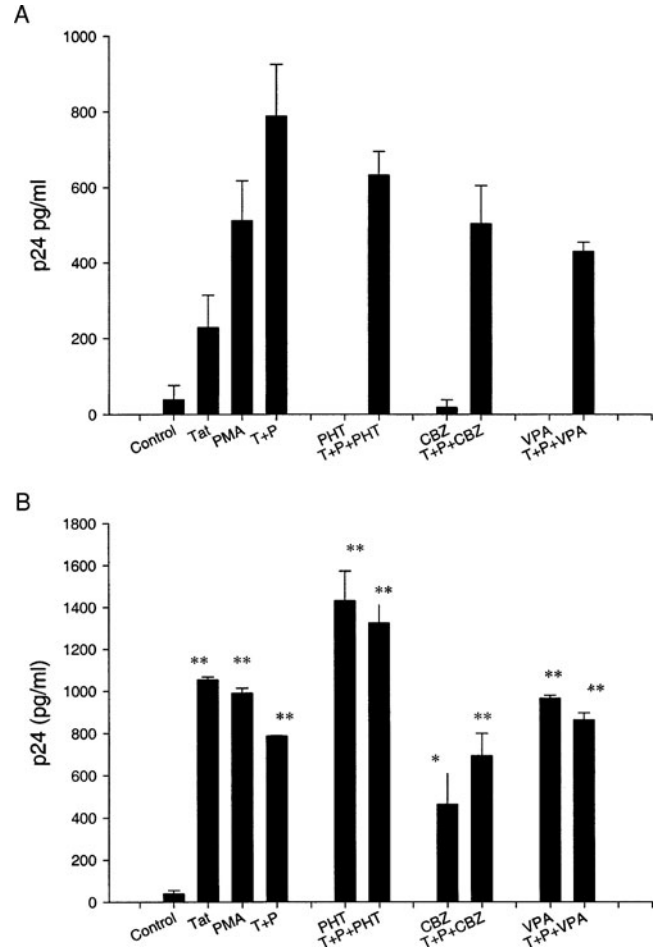 A
1000
800
600
400
200
0
p24 pg/ml
Control Tat PMA T+P PHT T+P+PHT CBZ T+P+CBZ VPA T+P+VPA
B
1800
1600
1400
1200
1000
800
600
400
200
0
p24 (pg/ml)
** ** ** ** ** * ** ** **
Control Tat PMA T+P PHT T+P+PHT CBZ T+P+CBZ VPA T+P+VPA